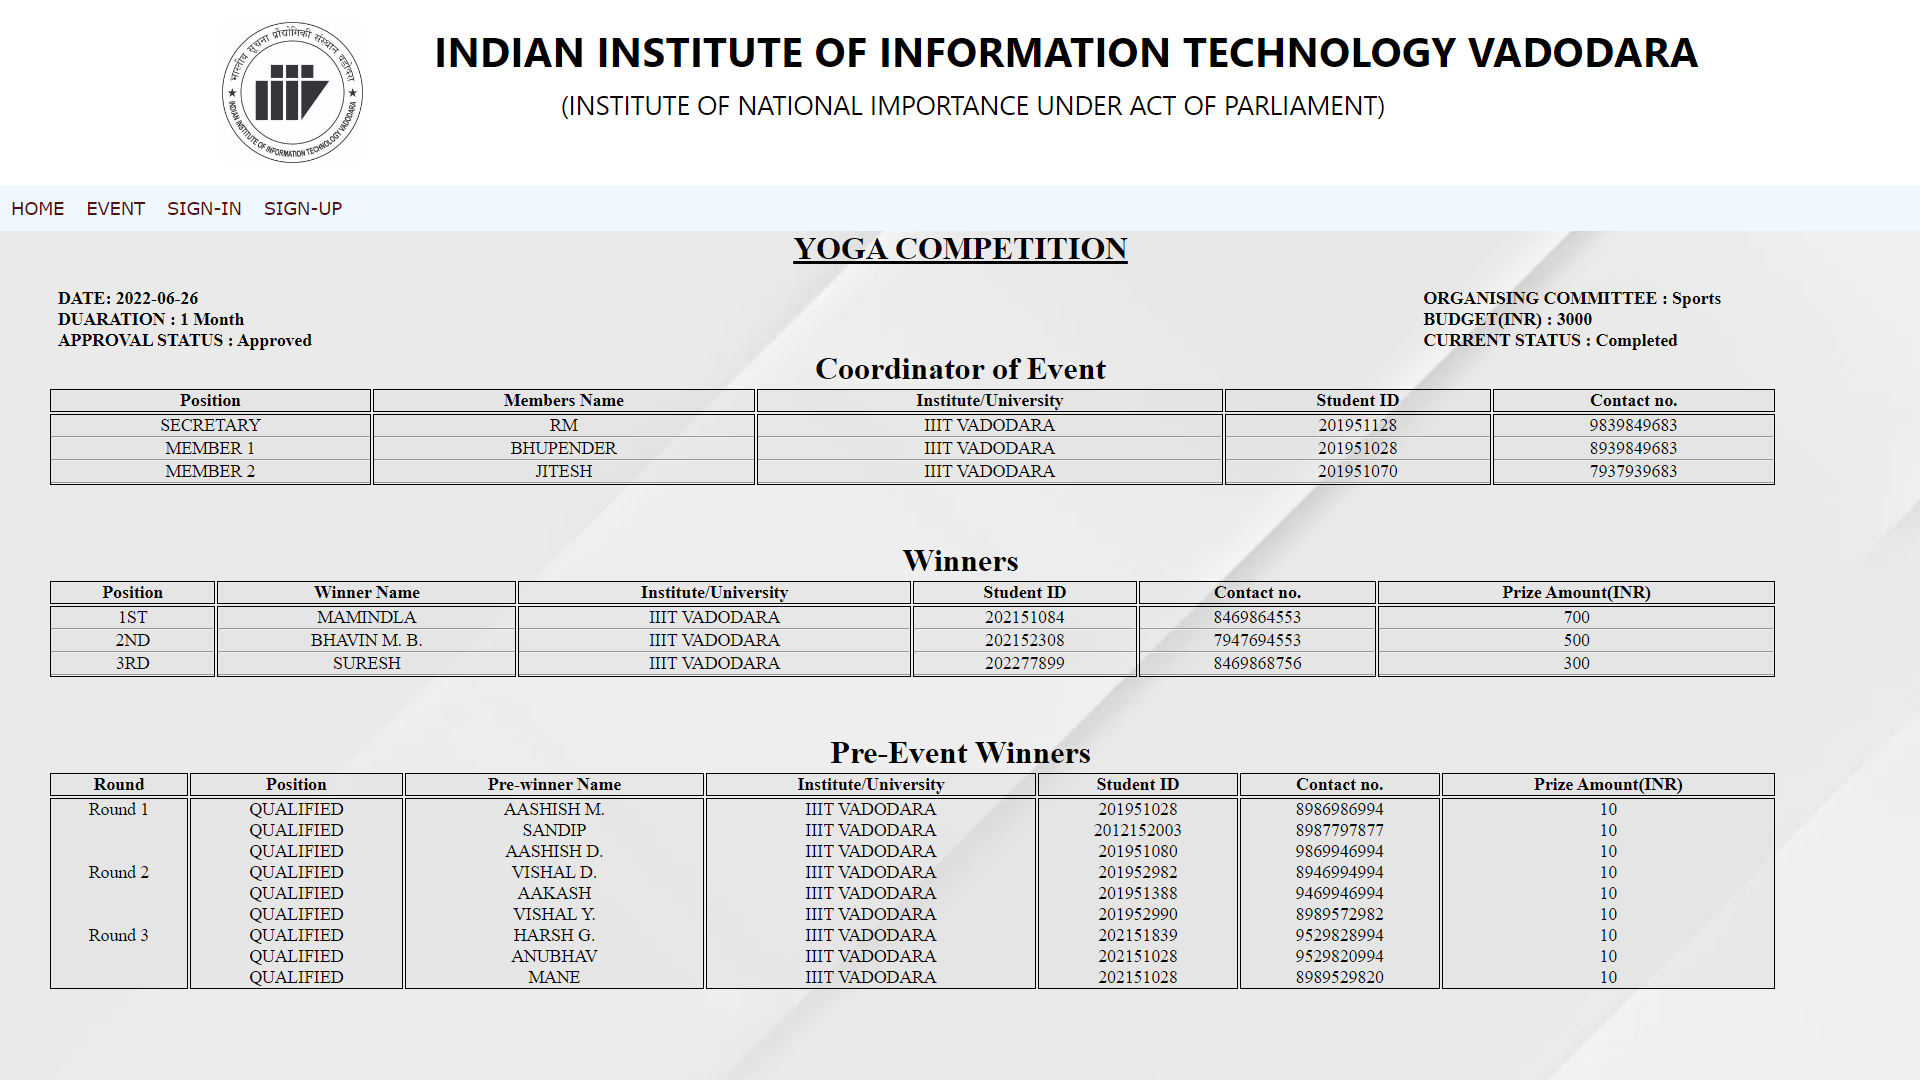 भारतीय सूचना प्रौद्योगिकी संस्थान वडोदरा
INDIAN INSTITUTE OF INFORMATION TECHNOLOGY VADODARA
INDIAN INSTITUTE OF INFORMATION TECHNOLOGY VADODARA
(INSTITUTE OF NATIONAL IMPORTANCE UNDER ACT OF PARLIAMENT)
HOME EVENT SIGN-IN SIGN-UP
YOGA COMPETITION
DATE: 2022-06-26 ORGANISING COMMITTEE : Sports
DUARATION : 1 Month BUDGET(INR) : 3000
APPROVAL STATUS : Approved CURRENT STATUS : Completed
Coordinator of Event
Position Members Name Institute/University Student ID Contact no.
SECRETARY RM IIIT VADODARA 201951128 9839849683
MEMBER 1 BHUPENDER IIIT VADODARA 201951028 8939849683
MEMBER 2 JITESH IIIT VADODARA 201951070 7937939683
Winners
Position Winner Name Institute/University Student ID Contact no. Prize Amount(INR)
1ST MAMINDLA IIIT VADODARA 202151084 8469864553 700
2ND BHAVIN M. B. IIIT VADODARA 202152308 7947694553 500
3RD SURESH IIIT VADODARA 202277899 8469868756 300
Pre-Event Winners
Round Position Pre-winner Name Institute/University Student ID Contact no. Prize Amount(INR)
Round 1 QUALIFIED AASHISH M. IIIT VADODARA 201951028 8986986994 10
QUALIFIED SANDIP IIIT VADODARA 2012152003 8987797877 10
QUALIFIED AASHISH D. IIIT VADODARA 201951080 9869946994 10
Round 2 QUALIFIED VISHAL D. IIIT VADODARA 201952982 8946994994 10
QUALIFIED AAKASH IIIT VADODARA 201951388 9469946994 10
QUALIFIED VISHAL Y. IIIT VADODARA 201952990 8989572982 10
Round 3 QUALIFIED HARSH G. IIIT VADODARA 202151839 9529828994 10
QUALIFIED ANUBHAV IIIT VADODARA 202151028 9529820994 10
QUALIFIED MANE IIIT VADODARA 202151028 8989529820 10